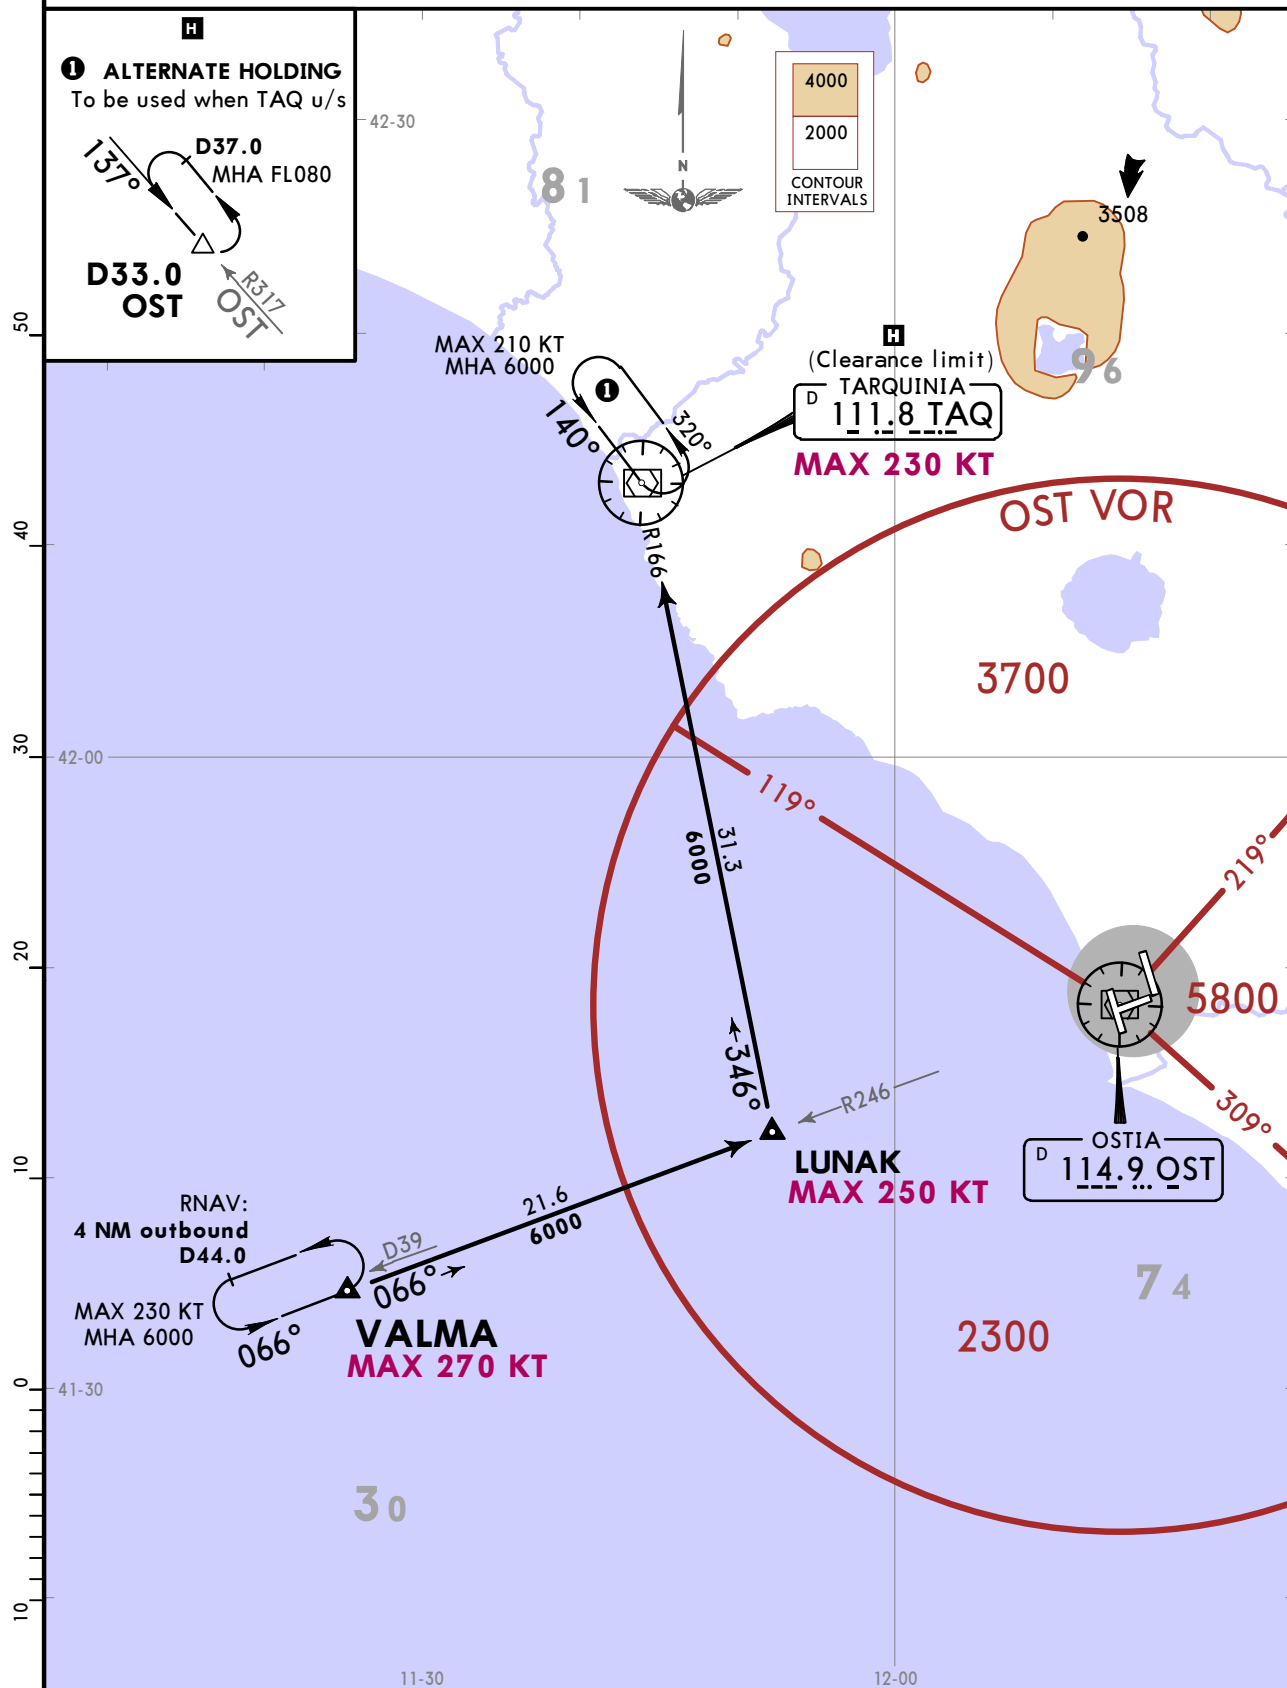 H
1 ALTERNATE HOLDING
To be used when TAQ u/s
D37.0
137°
MHA FL080
D33.0
OST
R317
OST
42-30
81
N
4000
2000
CONTOUR
INTERVALS
3508
96
50
MAX 210 KT
MHA 6000
1
140°
320°
H
(Clearance limit)
TARQUINIA
D 111.8 TAQ
MAX 230 KT
OST VOR
40
R166
3700
30
42-00
119°
31.3
6000
219°
20
5800
346°
R246
309°
LUNAK
MAX 250 KT
OSTIA
D 114.9 OST
10
RNAV:
4 NM outbound
D44.0
21.6
6000
D39
066°
MAX 230 KT
MHA 6000
066°
VALMA
MAX 270 KT
74
2300
0
41-30
30
10
11-30
12-00